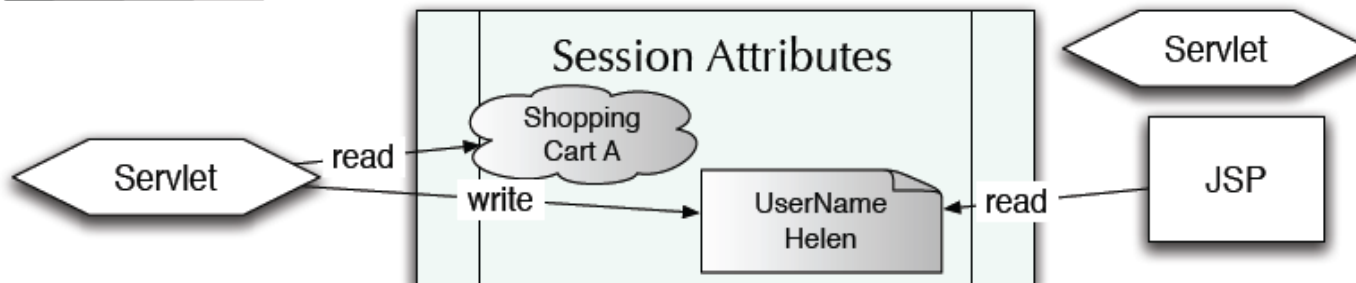 Session Attributes
Servlet
Shopping
Cart A
read
Servlet
write
UserName
Helen
read
JSP